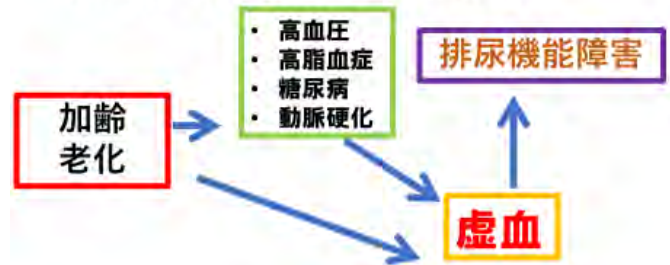 加齢
老化
・ 高血圧
・ 高脂血症
・ 糖尿病
・ 動脈硬化
排尿機能障害
虚血